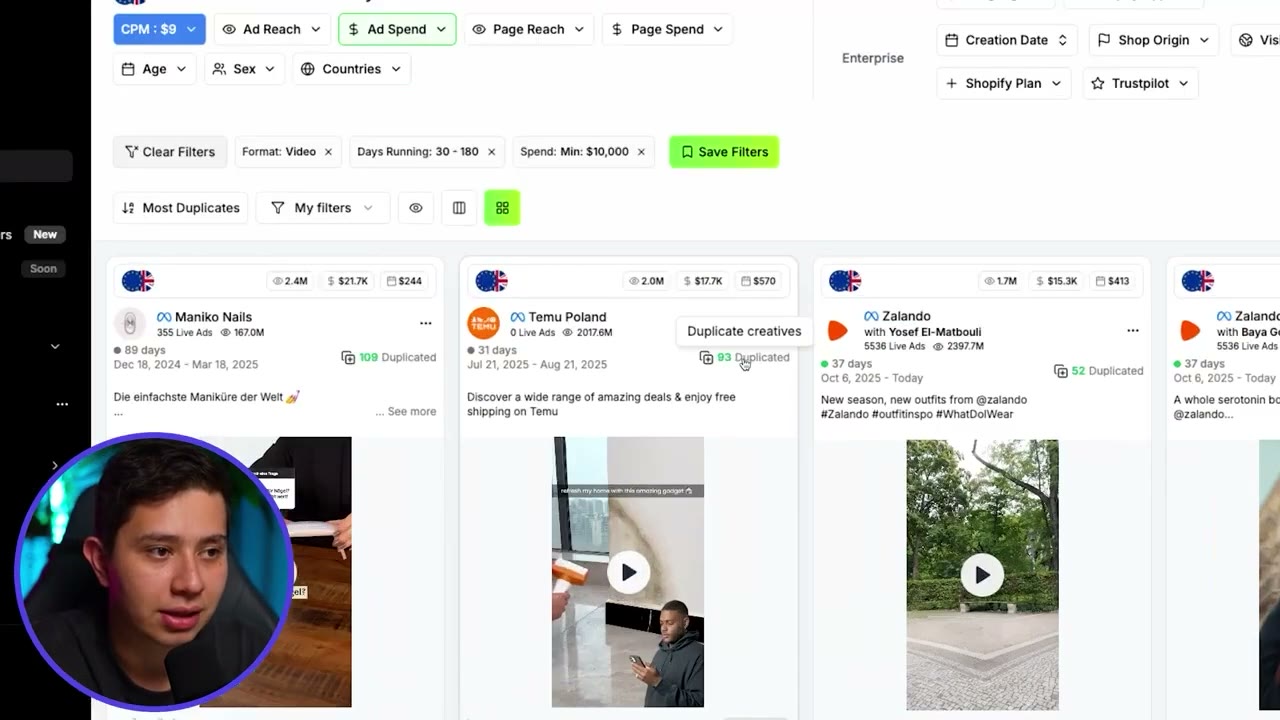 CPM : $9
Ad Reach
Ad Spend
Page Reach
Page Spend
Age
Sex
Countries
Enterprise
Creation Date
Shop Origin
Shopify Plan
Trustpilot
Clear Filters
Format: Video
Days Running: 30 - 180
Spend: Min: $10,000
Save Filters
Most Duplicates
My filters
New
Soon
2.4M $21.7K $244
Maniko Nails
355 Live Ads 167.0M
89 days
Dec 18, 2024 - Mar 18, 2025
109 Duplicated
Die einfachste Maniküre der Welt 💅
...
... See more
2.0M $17.7K $570
Temu Poland
TEMU
0 Live Ads 2017.6M
Duplicate creatives
31 days
Jul 21, 2025 - Aug 21, 2025
93 Duplicated
Discover a wide range of amazing deals & enjoy free
shipping on Temu
refresh my home with this amazing gadget
1.7M $15.3K $413
Zalando
with Yosef El-Matbouli
5536 Live Ads 2397.7M
37 days
Oct 6, 2025 - Today
52 Duplicated
New season, new outfits from @zalando
#Zalando #outfitinspo #WhatDoIWear
Zalando
with Baya Ge
5536 Live Ads
37 days
Oct 6, 2025 - Today
A whole serotonin bo
@zalando...